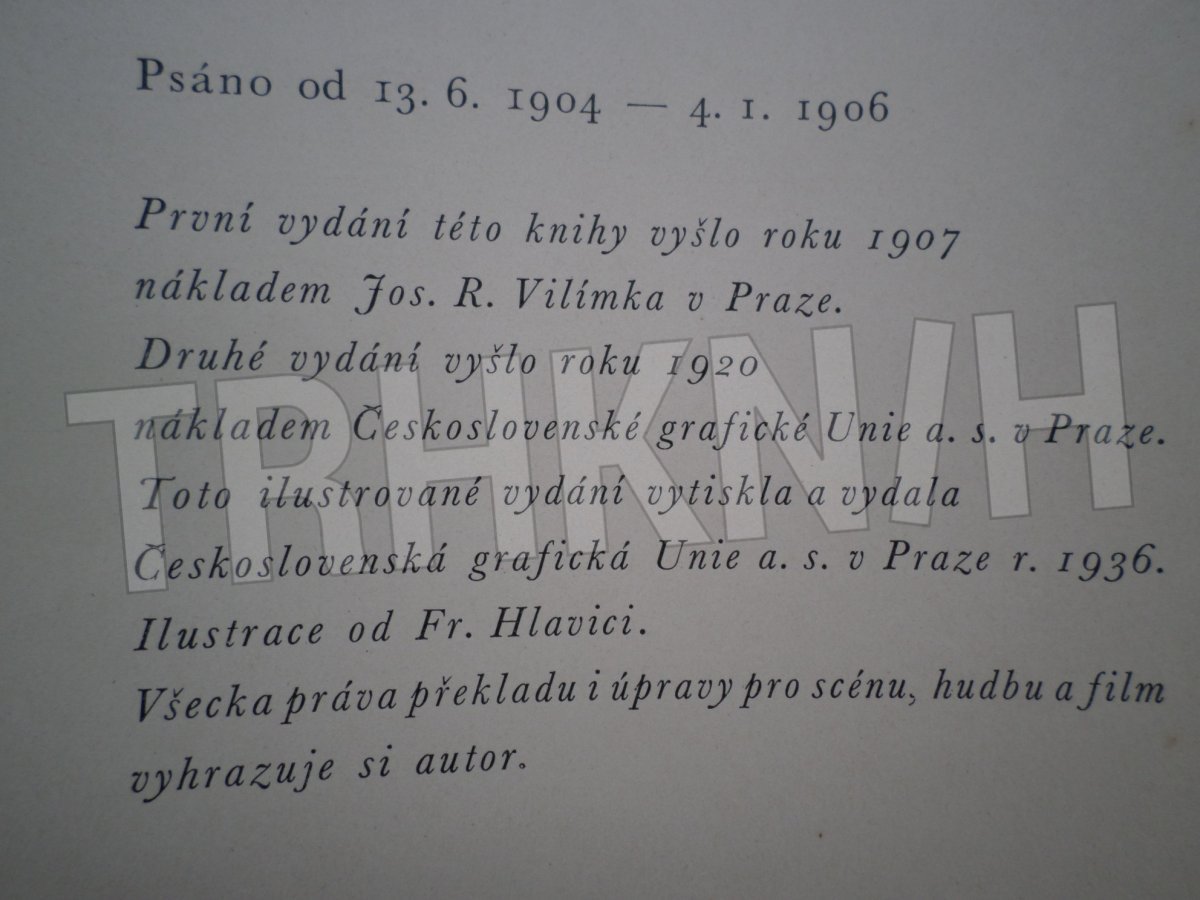 Psáno od 13. 6. 1904 — 4. 1. 1906
První vydání této knihy vyšlo roku 1907
nákladem Jos. R. Vilímka v Praze.
Druhé vydání vyšlo roku 1920
nákladem Československé grafické Unie a. s. v Praze.
Toto ilustrované vydání vytiskla a vydala
Československá grafická Unie a. s. v Praze r. 1936.
Ilustrace od Fr. Hlavici.
Všecka práva překladu i úpravy pro scénu, hudbu a film
vyhrazuje si autor.
TRHKN/H